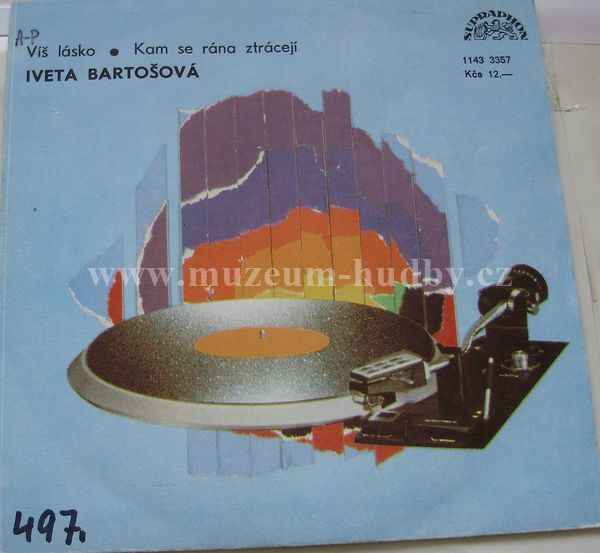 A-P
Víš lásko • Kam se rána ztrácejí
IVETA BARTOŠOVÁ
SUPRAPHON
1143 3357
Kčs 12,—
www.muzeum-hudby.cz
497.